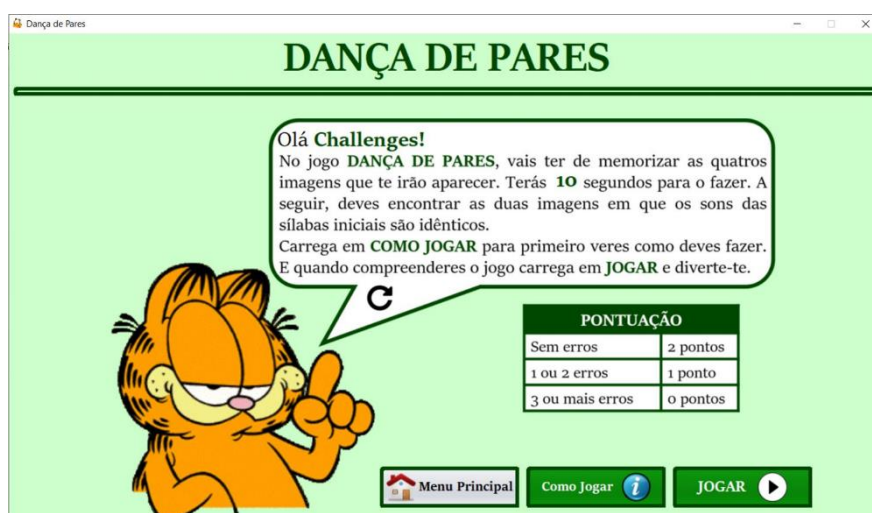 Dança de Pares
DANÇA DE PARES
Olá Challenges!
No jogo DANÇA DE PARES, vais ter de memorizar as quatros
imagens que te irão aparecer. Terás 10 segundos para o fazer. A
seguir, deves encontrar as duas imagens em que os sons das
sílabas iniciais são idênticos.
Carrega em COMO JOGAR para primeiro veres como deves fazer.
E quando compreenderes o jogo carrega em JOGAR e diverte-te.
PONTUAÇÃO
Sem erros 2 pontos
1 ou 2 erros 1 ponto
3 ou mais erros 0 pontos
Menu Principal Como Jogar i JOGAR